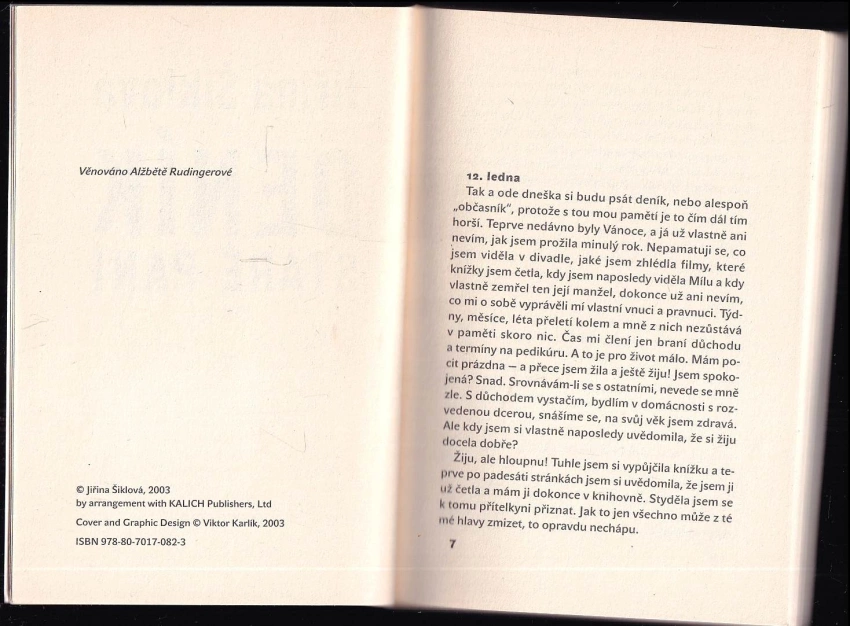 Věnováno Alžbětě Rudingerové
© Jiřina Šiklová, 2003
by arrangement with KALICH Publishers, Ltd
Cover and Graphic Design © Viktor Karlík, 2003
ISBN 978-80-7017-082-3
12. ledna
Tak a ode dneška si budu psát deník, nebo alespoň
„občasník“, protože s tou mou pamětí je to čím dál tím
horší. Teprve nedávno byly Vánoce, a já už vlastně ani
nevím, jak jsem prožila minulý rok. Nepamatuji se, co
jsem viděla v divadle, jaké jsem zhlédla filmy, které
knížky jsem četla, kdy jsem naposledy viděla Mílu a kdy
vlastně zemřel ten její manžel, dokonce už ani nevím,
co mi o sobě vyprávěli mí vlastní vnuci a pravnuci. Týd-
ny, měsíce, léta přeletí kolem a mně z nich nezůstává
v paměti skoro nic. Čas mi člení jen braní důchodu
a termíny na pedikúru. A to je pro život málo. Mám po-
cit prázdna – a přece jsem žila a ještě žiju! Jsem spoko-
jená? Snad. Srovnávám-li se s ostatními, nevede se mně
zle. S důchodem vystačím, bydlím v domácnosti s roz-
vedenou dcerou, snášíme se, na svůj věk jsem zdravá.
Ale kdy jsem si vlastně naposledy uvědomila, že si žiju
docela dobře?
Žiju, ale hloupnu! Tuhle jsem si vypůjčila knížku a te-
prve po padesáti stránkách jsem si uvědomila, že jsem ji
už četla a mám ji dokonce v knihovně. Styděla jsem se
k tomu přítelkyni přiznat. Jak to jen všechno může z té
mé hlavy zmizet, to opravdu nechápu.
7